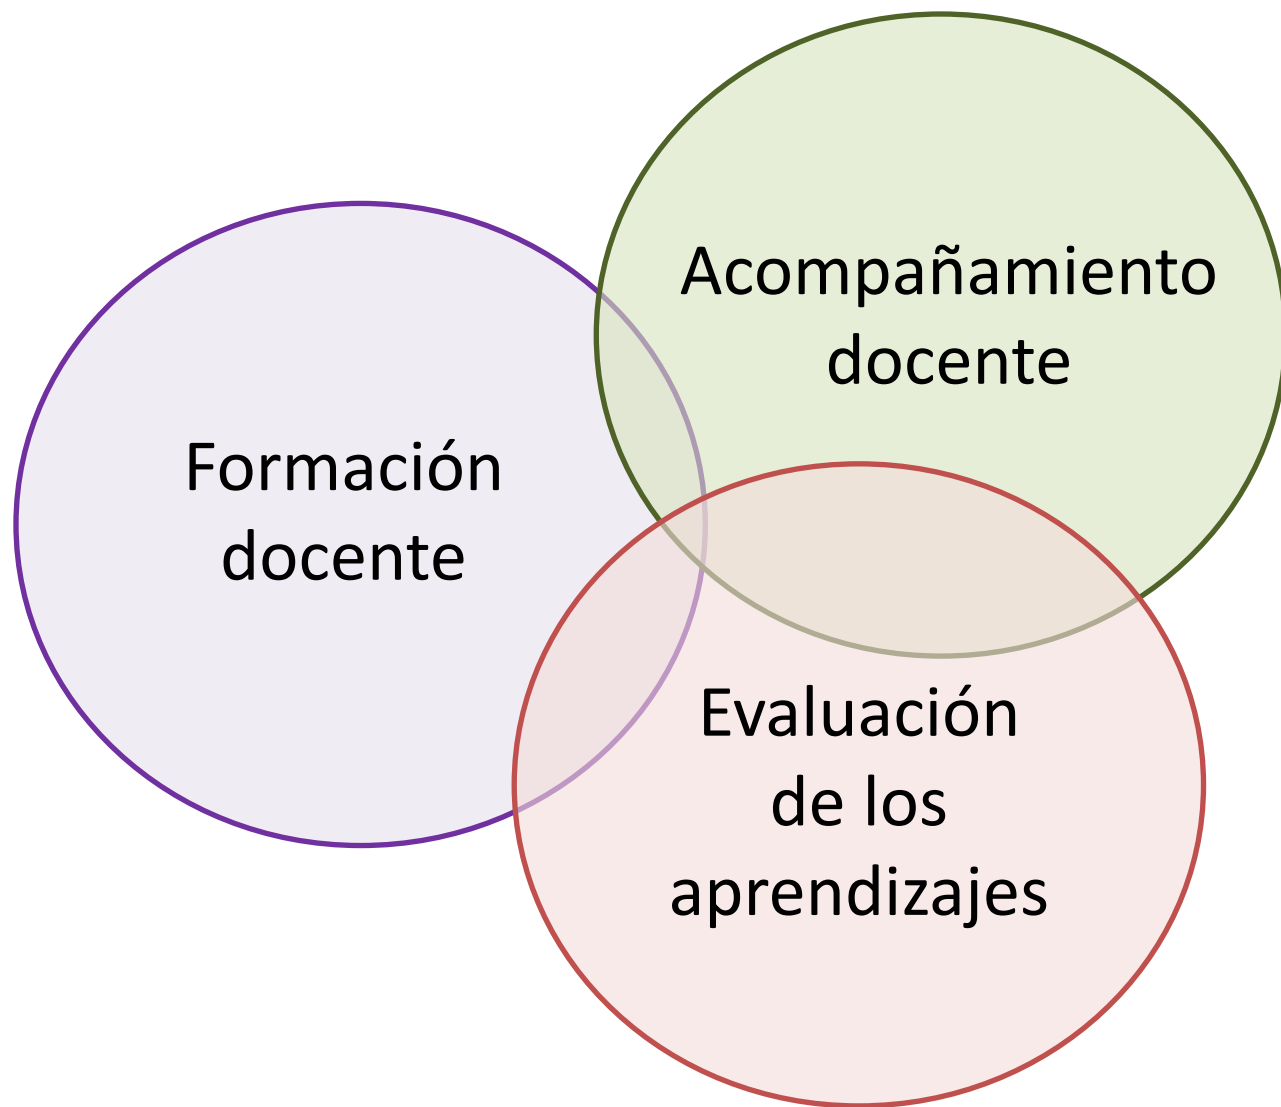 Acompañamiento
docente
Formación
docente
Evaluación
de los
aprendizajes